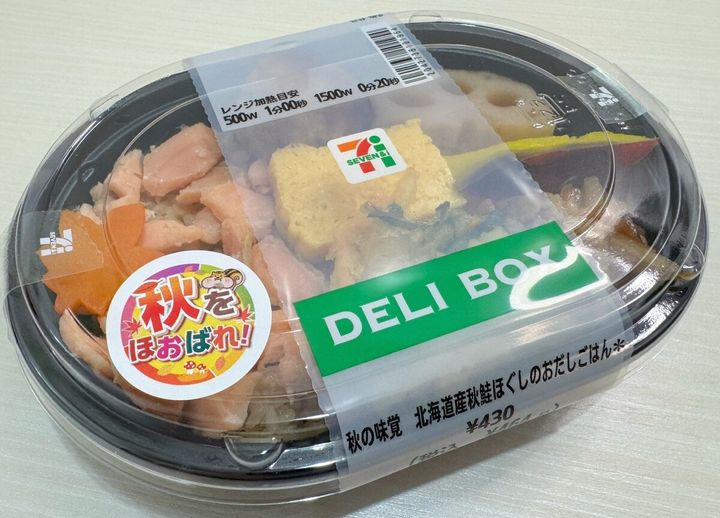 レンジ加熱目安
500W 1分00秒 1500W 0分20秒
SEVEN&i
DELI BOX
秋を
ほおばれ!
秋の味覚 北海道産秋鮭ほぐしのおだしごはん*
¥430